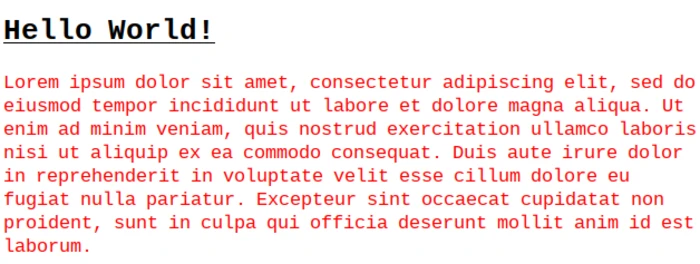 Hello World!
Lorem ipsum dolor sit amet, consectetur adipiscing elit, sed do
eiusmod tempor incididunt ut labore et dolore magna aliqua. Ut
enim ad minim veniam, quis nostrud exercitation ullamco laboris
nisi ut aliquip ex ea commodo consequat. Duis aute irure dolor
in reprehenderit in voluptate velit esse cillum dolore eu
fugiat nulla pariatur. Excepteur sint occaecat cupidatat non
proident, sunt in culpa qui officia deserunt mollit anim id est
laborum.